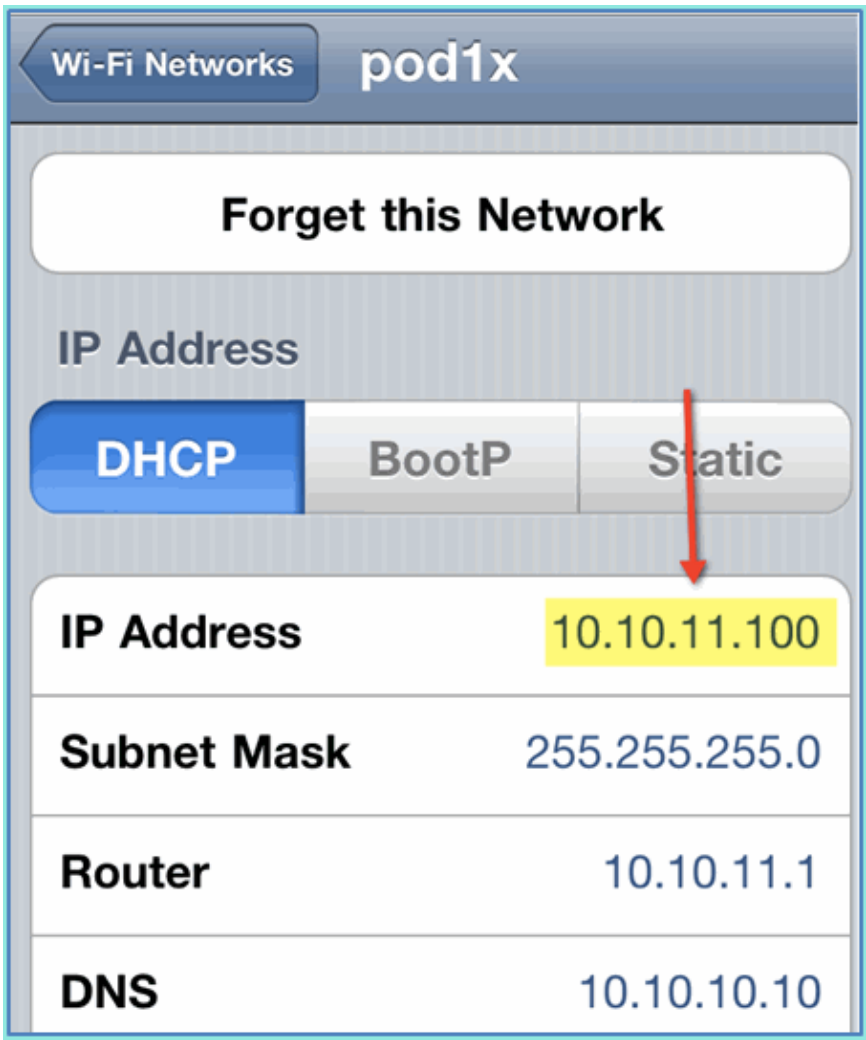 Wi-Fi Networks pod1x
Forget this Network
IP Address
DHCP BootP Static
IP Address 10.10.11.100
Subnet Mask 255.255.255.0
Router 10.10.11.1
DNS 10.10.10.10